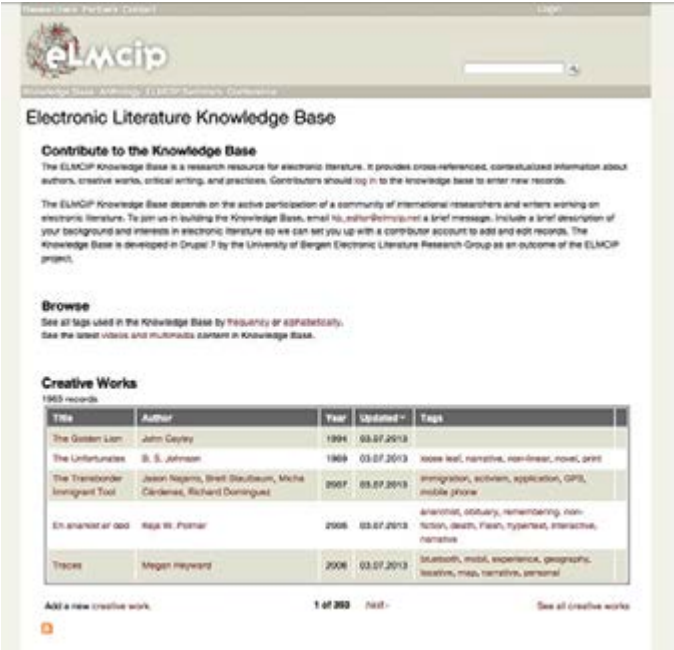 Researchers Partners Contact Login
eLMcip
Knowledge Base Anthology ELMCIP Seminars Conference
Electronic Literature Knowledge Base
Contribute to the Knowledge Base
The ELMCIP Knowledge Base is a research resource for electronic literature. It provides cross-referenced, contextualized information about
authors, creative works, critical writing, and practices. Contributors should log in to the knowledge base to enter new records.
The ELMCIP Knowledge Base depends on the active participation of a community of international researchers and writers working on
electronic literature. To join us in building the Knowledge Base, email kb_editor@elmcip.net a brief message. Include a brief description of
your background and interests in electronic literature so we can set you up with a contributor account to add and edit records. The
Knowledge Base is developed in Drupal 7 by the University of Bergen Electronic Literature Research Group as an outcome of the ELMCIP
project.
Browse
See all tags used in the Knowledge Base by frequency or alphabetically.
See the latest videos and multimedia content in Knowledge Base.
Creative Works
1963 records
Title Author Year Updated Tags
The Golden Lion John Cayley 1994 03.07.2013
The Unfortunates B. S. Johnson 1969 03.07.2013 loose leaf, narrative, non-linear, novel, print
The Transborder Jason Najarro, Brett Staulbaum, Micha
Immigrant Tool Cárdenas, Richard Dominguez 2007 03.07.2013 immigration, activism, application, GPS,
mobile phone
En anarkist er død Kaja W. Polmar 2005 03.07.2013 anarchist, obituary, remembering, non-
fiction, death, Flash, hypertext, interactive,
narrative
Traces Megan Heyward 2006 03.07.2013 bluetooth, mobil, experience, geography,
locative, map, narrative, personal
Add a new creative work. 1 of 393 next › See all creative works